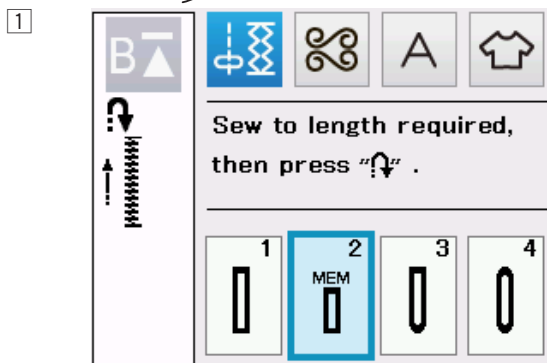 1
B
A
Sew to length required,
then press "" .
1 2 3 4
MEM